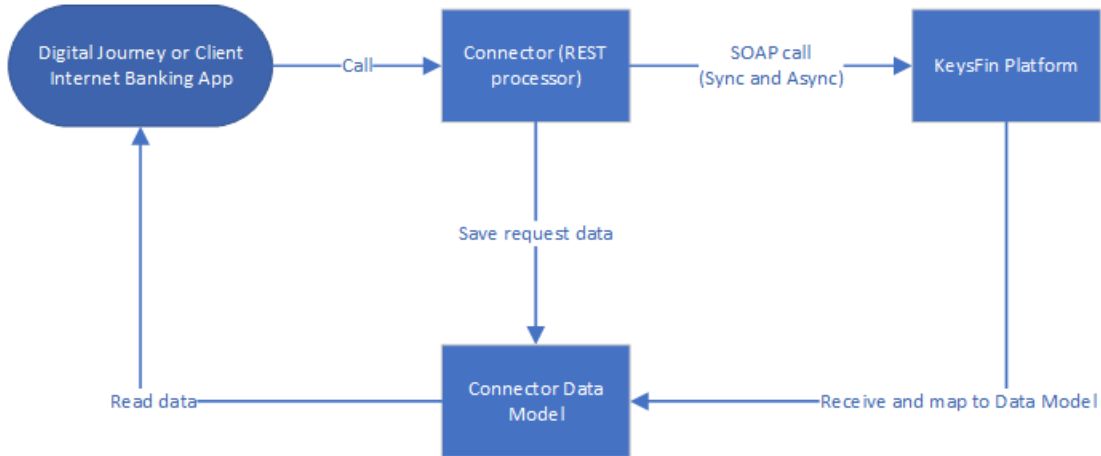 Digital Journey or Client
Internet Banking App
Call
Connector (REST
processor)
SOAP call
(Sync and Async)
KeysFin Platform
Save request data
Read data
Connector Data
Model
Receive and map to Data Model